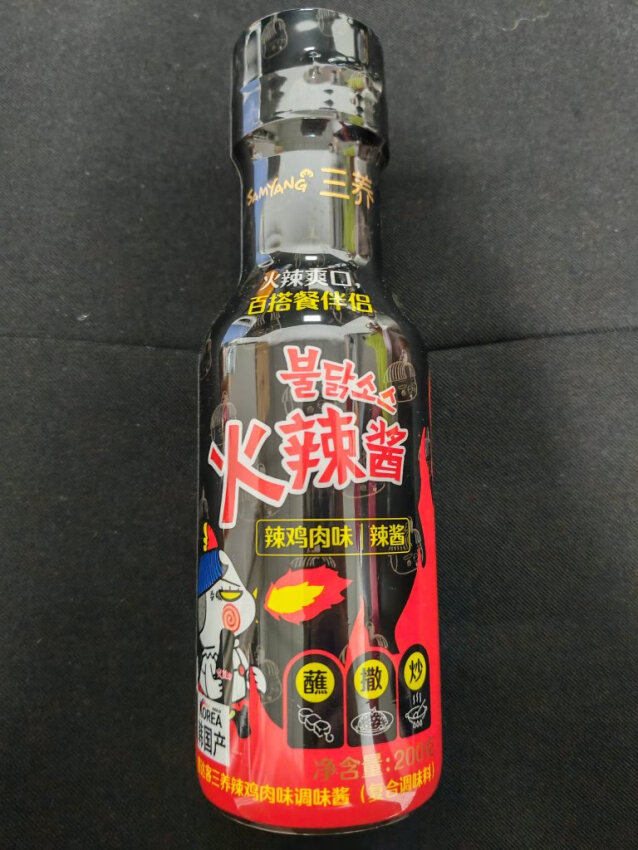 SAMYANG 三养
火辣爽口，
百搭餐伴侣
불닭소스
火辣酱
辣鸡肉味 辣酱
蘸 撒 炒
KOREA
韩国产
净含量:200
三养辣鸡肉味调味酱（复合调味料）